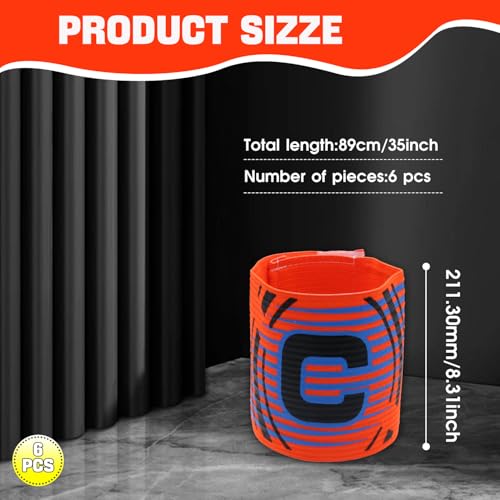 PRODUCT SIZZE
Total length:89cm/35inch
Number of pieces:6 pcs
C
211.30mm/8.31inch
6
PCS